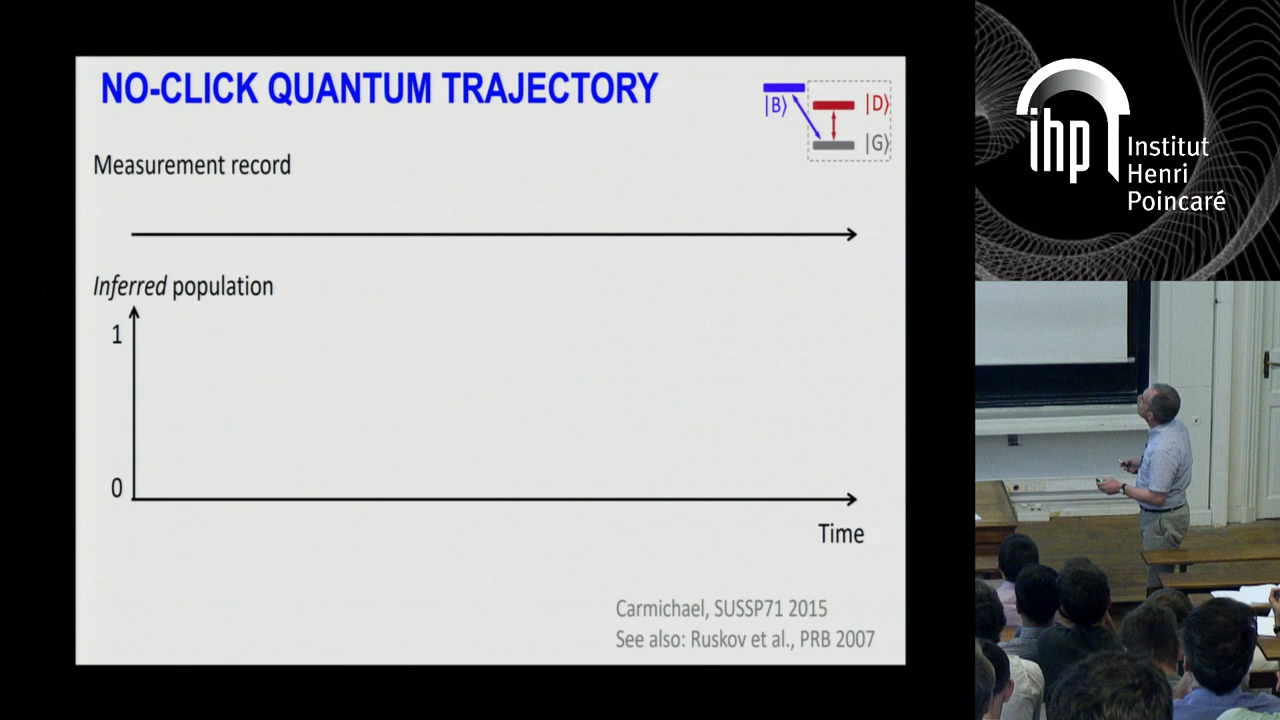 NO-CLICK QUANTUM TRAJECTORY
|B⟩
|D⟩
|G⟩
Measurement record
Inferred population
1
0
Time
Carmichael, SUSSP71 2015
See also: Ruskov et al., PRB 2007
ihp
Institut
Henri
Poincaré